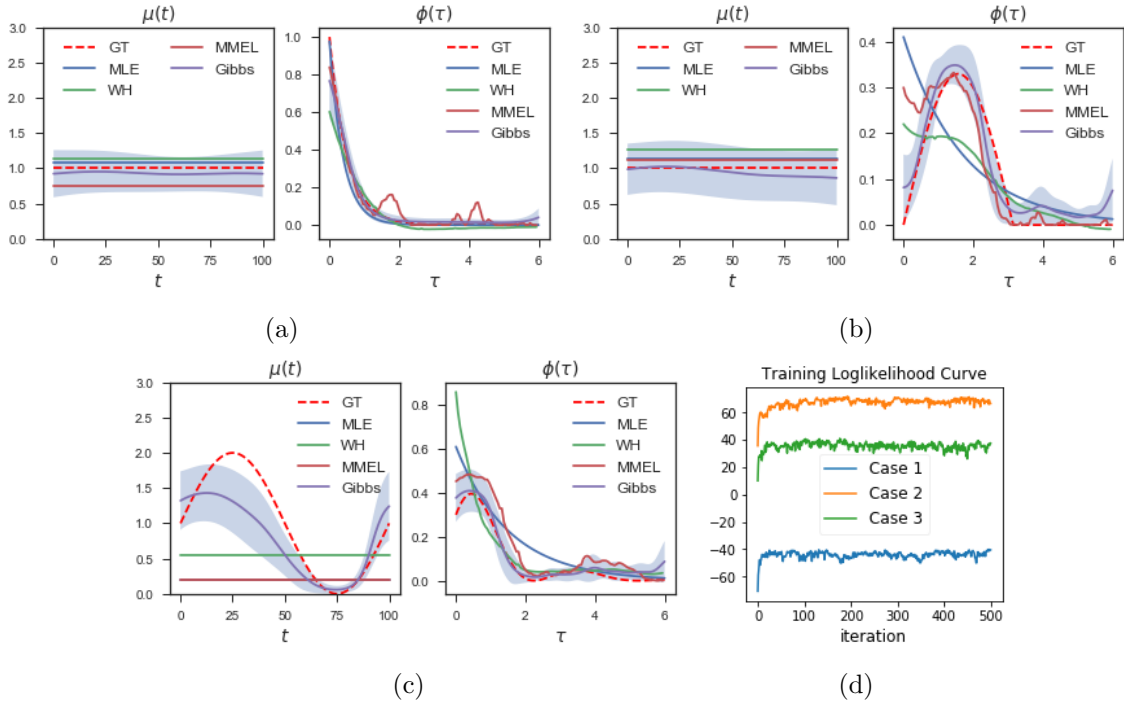 μ(t)
3.0
2.5
2.0
1.5
1.0
0.5
0.0
GT
MLE
WH
MMEL
Gibbs
0 25 50 75 100
t
ϕ(τ)
1.0
0.8
0.6
0.4
0.2
0.0
GT
MLE
WH
MMEL
Gibbs
0 2 4 6
τ
(a)
μ(t)
3.0
2.5
2.0
1.5
1.0
0.5
0.0
GT
MLE
WH
MMEL
Gibbs
0 25 50 75 100
t
ϕ(τ)
0.4
0.3
0.2
0.1
0.0
GT
MLE
WH
MMEL
Gibbs
0 2 4 6
τ
(b)
μ(t)
3.0
2.5
2.0
1.5
1.0
0.5
0.0
0 25 50 75 100
t
ϕ(τ)
0.8
0.6
0.4
0.2
0.0
GT
MLE
WH
MMEL
Gibbs
0 2 4 6
τ
(c)
GT
MLE
WH
MMEL
Gibbs
Training Loglikelihood Curve
60
40
20
0
−20
−40
−60
Case 1
Case 2
Case 3
0 100 200 300 400 500
iteration
(d)